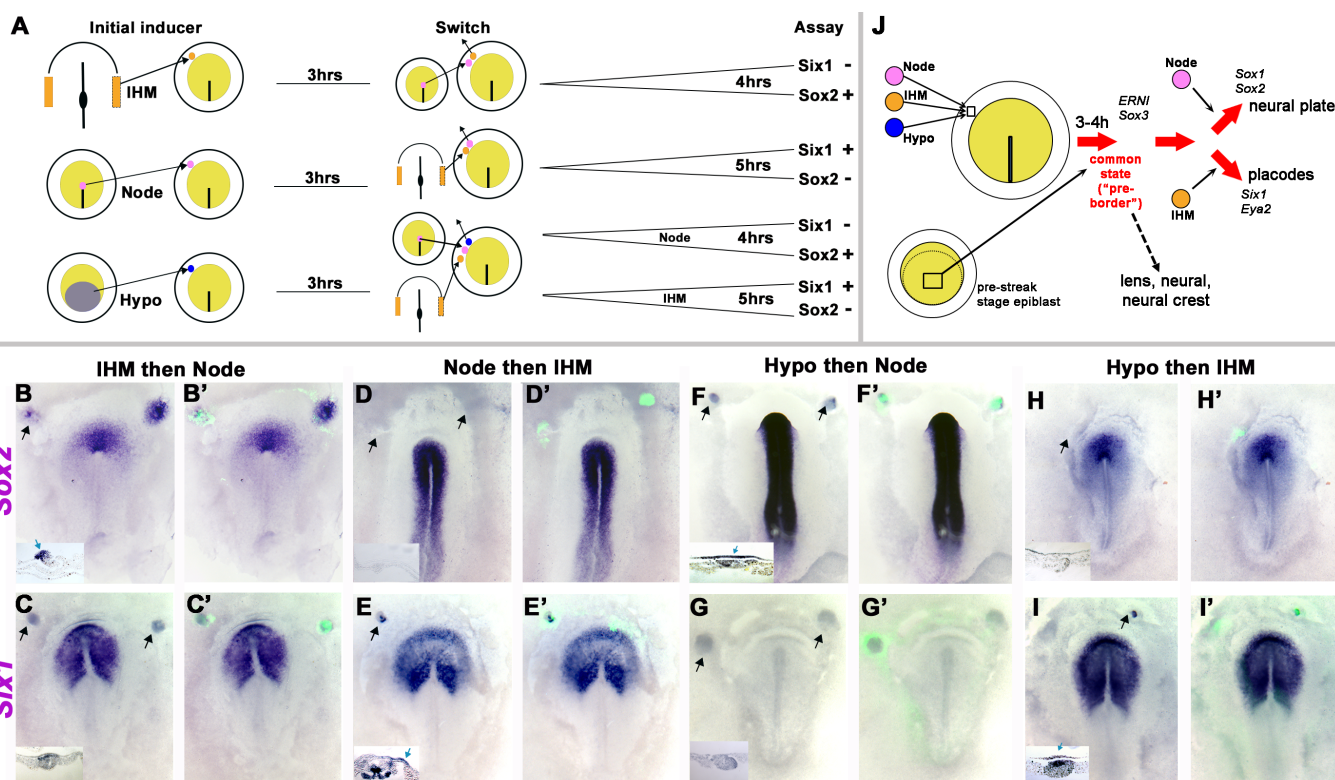 A
Initial inducer
Switch
Assay
IHM
3hrs
Six1 -
4hrs
Sox2 +
Node
3hrs
Six1 +
5hrs
Sox2 -
Hypo
3hrs
Node
Six1 -
4hrs
Sox2 +
IHM
Six1 +
5hrs
Sox2 -
J
Node
IHM
Hypo
3-4h
ERNI
Sox3
common
state
("pre-
border")
Node
Sox1
Sox2
neural plate
placodes
Six1
Eya2
IHM
pre-streak
stage epiblast
lens, neural,
neural crest
IHM then Node
Node then IHM
Hypo then Node
Hypo then IHM
Sox2
B
B'
D
D'
F
F'
H
H'
Six1
C
C'
E
E'
G
G'
I
I'